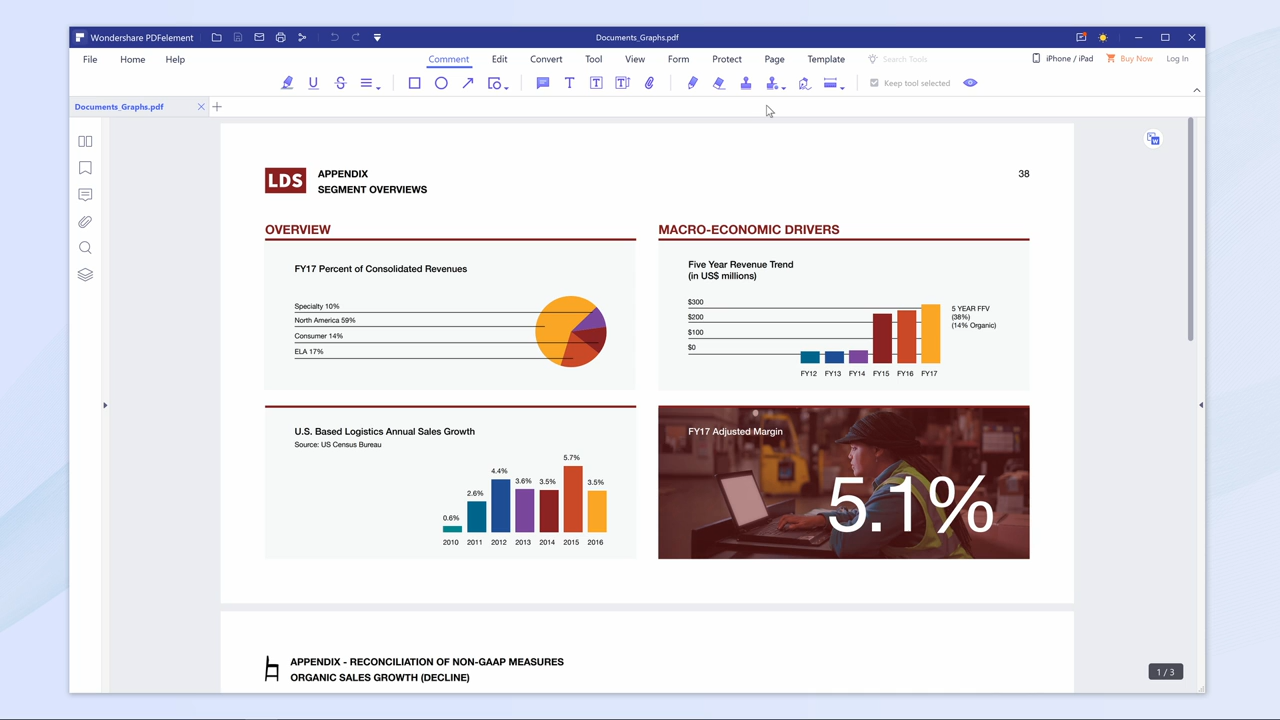 Wondershare PDFelement
Documents_Graphs.pdf
File
Home
Help
Comment
Edit
Convert
Tool
View
Form
Protect
Page
Template
Search Tools
iPhone / iPad
Buy Now
Log In
Keep tool selected
Documents_Graphs.pdf
LDS
APPENDIX
SEGMENT OVERVIEWS
38
OVERVIEW
FY17 Percent of Consolidated Revenues
Specialty 10%
North America 59%
Consumer 14%
ELA 17%
MACRO-ECONOMIC DRIVERS
Five Year Revenue Trend
(in US$ millions)
$300
$200
$100
$0
5 YEAR FFV
(38%)
(14% Organic)
FY12 FY13 FY14 FY15 FY16 FY17
U.S. Based Logistics Annual Sales Growth
Source: US Census Bureau
0.6% 2.6% 4.4% 3.6% 3.5% 5.7% 3.5%
2010 2011 2012 2013 2014 2015 2016
FY17 Adjusted Margin
5.1%
APPENDIX - RECONCILIATION OF NON-GAAP MEASURES
ORGANIC SALES GROWTH (DECLINE)
1 / 3